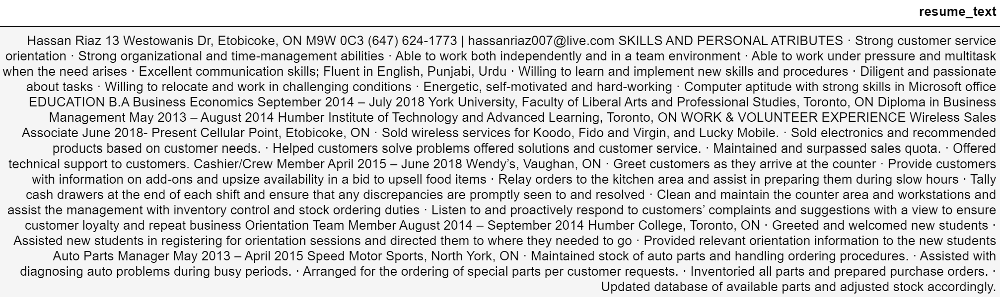 resume_text
Hassan Riaz 13 Westowanis Dr, Etobicoke, ON M9W 0C3 (647) 624-1773 | hassanriaz007@live.com SKILLS AND PERSONAL ATRIBUTES · Strong customer service
orientation · Strong organizational and time-management abilities · Able to work both independently and in a team environment · Able to work under pressure and multitask
when the need arises · Excellent communication skills; Fluent in English, Punjabi, Urdu · Willing to learn and implement new skills and procedures · Diligent and passionate
about tasks · Willing to relocate and work in challenging conditions · Energetic, self-motivated and hard-working · Computer aptitude with strong skills in Microsoft office
EDUCATION B.A Business Economics September 2014 – July 2018 York University, Faculty of Liberal Arts and Professional Studies, Toronto, ON Diploma in Business
Management May 2013 – August 2014 Humber Institute of Technology and Advanced Learning, Toronto, ON WORK & VOLUNTEER EXPERIENCE Wireless Sales
Associate June 2018- Present Cellular Point, Etobicoke, ON · Sold wireless services for Koodo, Fido and Virgin, and Lucky Mobile. · Sold electronics and recommended
products based on customer needs. · Helped customers solve problems offered solutions and customer service. · Maintained and surpassed sales quota. · Offered
technical support to customers. Cashier/Crew Member April 2015 – June 2018 Wendy’s, Vaughan, ON · Greet customers as they arrive at the counter · Provide customers
with information on add-ons and upsize availability in a bid to upsell food items · Relay orders to the kitchen area and assist in preparing them during slow hours · Tally
cash drawers at the end of each shift and ensure that any discrepancies are promptly seen to and resolved · Clean and maintain the counter area and workstations and
assist the management with inventory control and stock ordering duties · Listen to and proactively respond to customers’ complaints and suggestions with a view to ensure
customer loyalty and repeat business Orientation Team Member August 2014 – September 2014 Humber College, Toronto, ON · Greeted and welcomed new students ·
Assisted new students in registering for orientation sessions and directed them to where they needed to go · Provided relevant orientation information to the new students
Auto Parts Manager May 2013 – April 2015 Speed Motor Sports, North York, ON · Maintained stock of auto parts and handling ordering procedures. · Assisted with
diagnosing auto problems during busy periods. · Arranged for the ordering of special parts per customer requests. · Inventoried all parts and prepared purchase orders. ·
Updated database of available parts and adjusted stock accordingly.